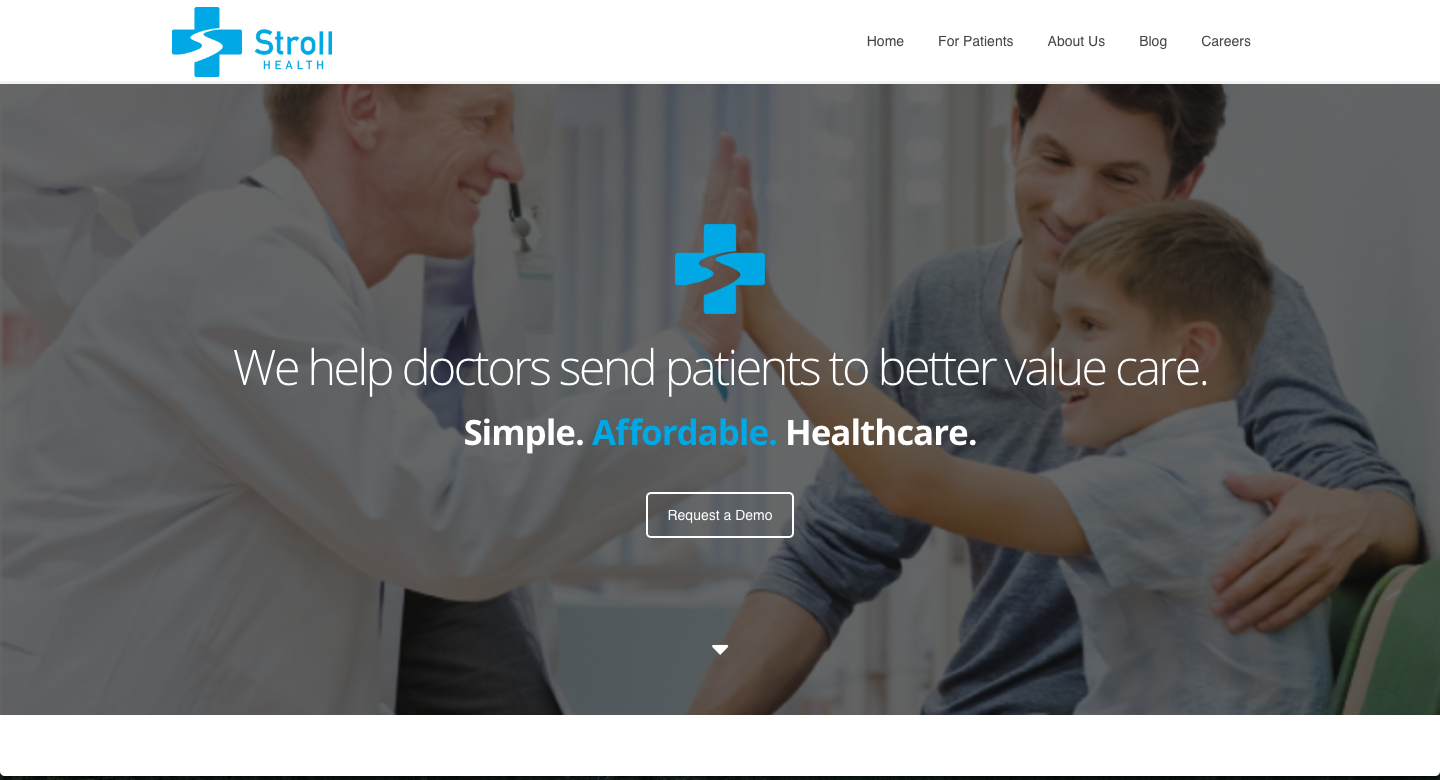 Stroll
HEALTH
Home For Patients About Us Blog Careers
We help doctors send patients to better value care.
Simple. Affordable. Healthcare.
Request a Demo